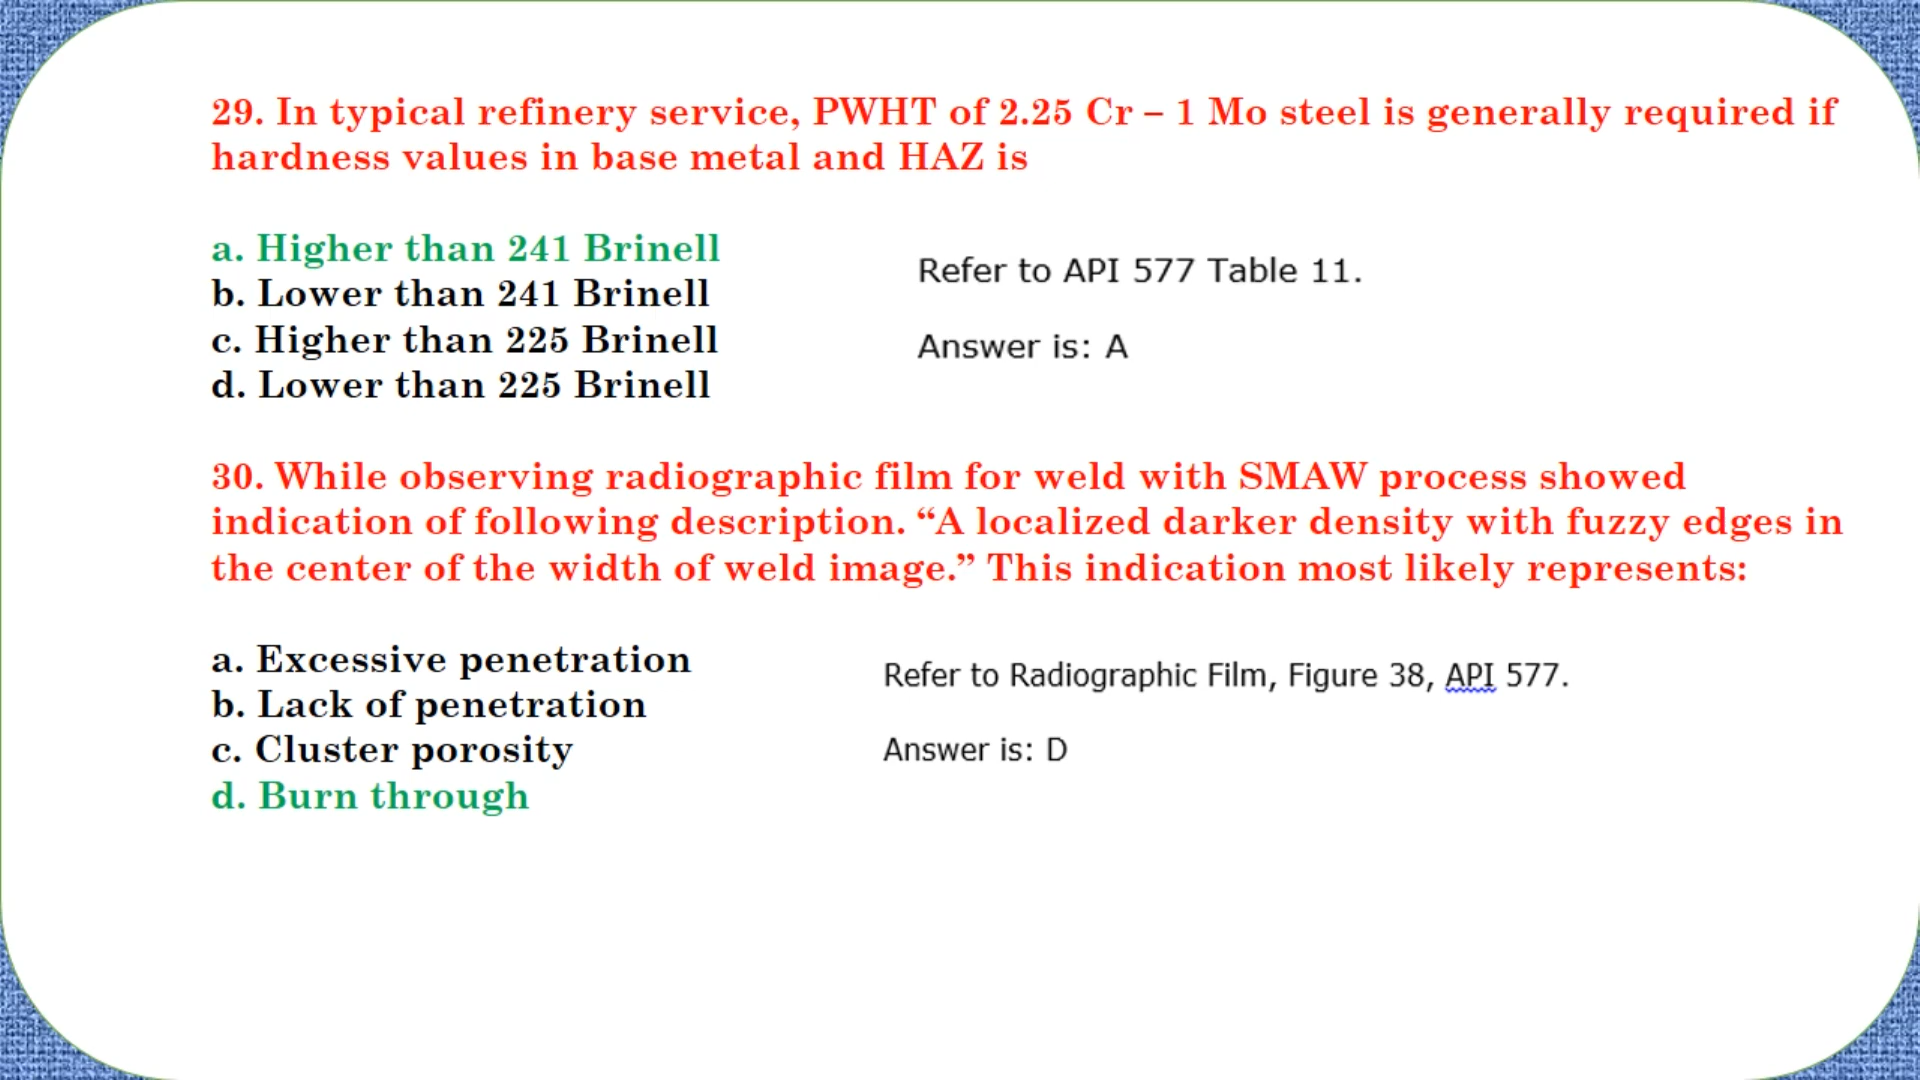 29. In typical refinery service, PWHT of 2.25 Cr – 1 Mo steel is generally required if
hardness values in base metal and HAZ is
a. Higher than 241 Brinell
b. Lower than 241 Brinell
c. Higher than 225 Brinell
d. Lower than 225 Brinell
Refer to API 577 Table 11.
Answer is: A
30. While observing radiographic film for weld with SMAW process showed
indication of following description. “A localized darker density with fuzzy edges in
the center of the width of weld image.” This indication most likely represents:
a. Excessive penetration
b. Lack of penetration
c. Cluster porosity
d. Burn through
Refer to Radiographic Film, Figure 38, API 577.
Answer is: D